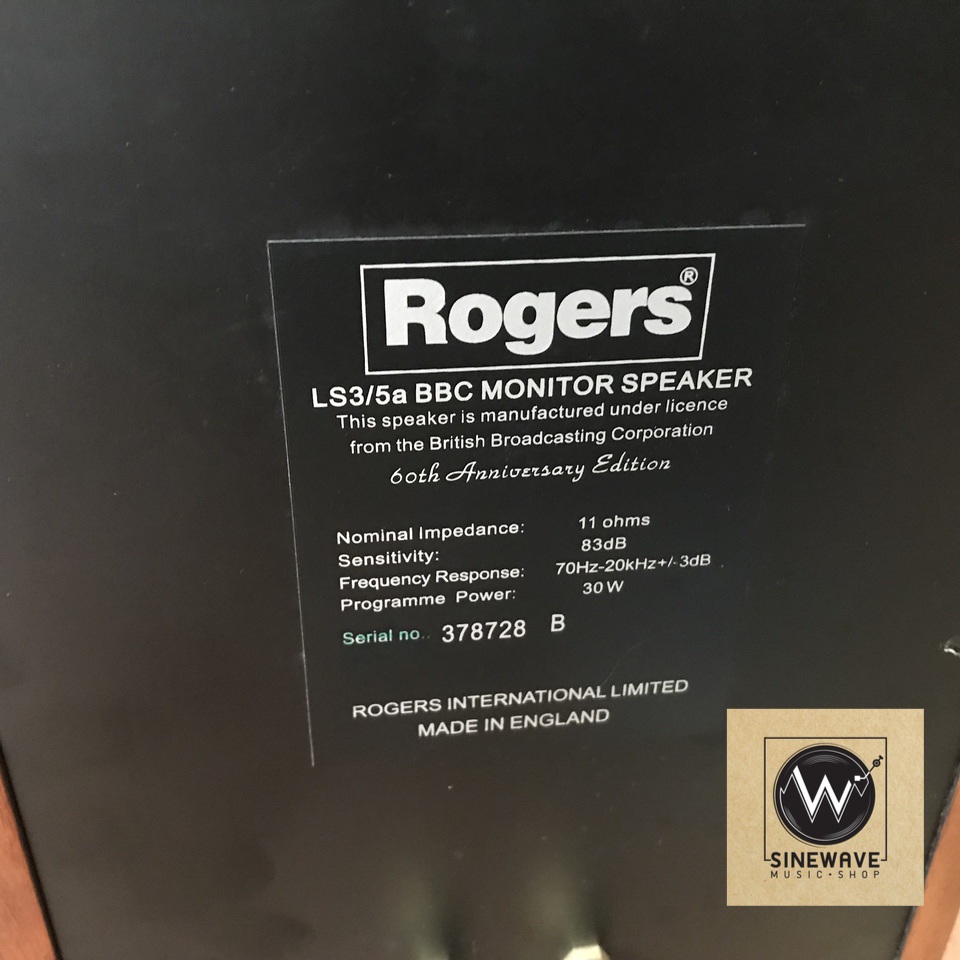 Rogers®
LS3/5a BBC MONITOR SPEAKER
This speaker is manufactured under licence
from the British Broadcasting Corporation
60th Anniversary Edition
Nominal Impedance: 11 ohms
Sensitivity: 83dB
Frequency Response: 70Hz-20kHz+/-3dB
Programme Power: 30W
Serial no.. 378728 B
ROGERS INTERNATIONAL LIMITED
MADE IN ENGLAND
W
SINEWAVE
MUSIC·SHOP